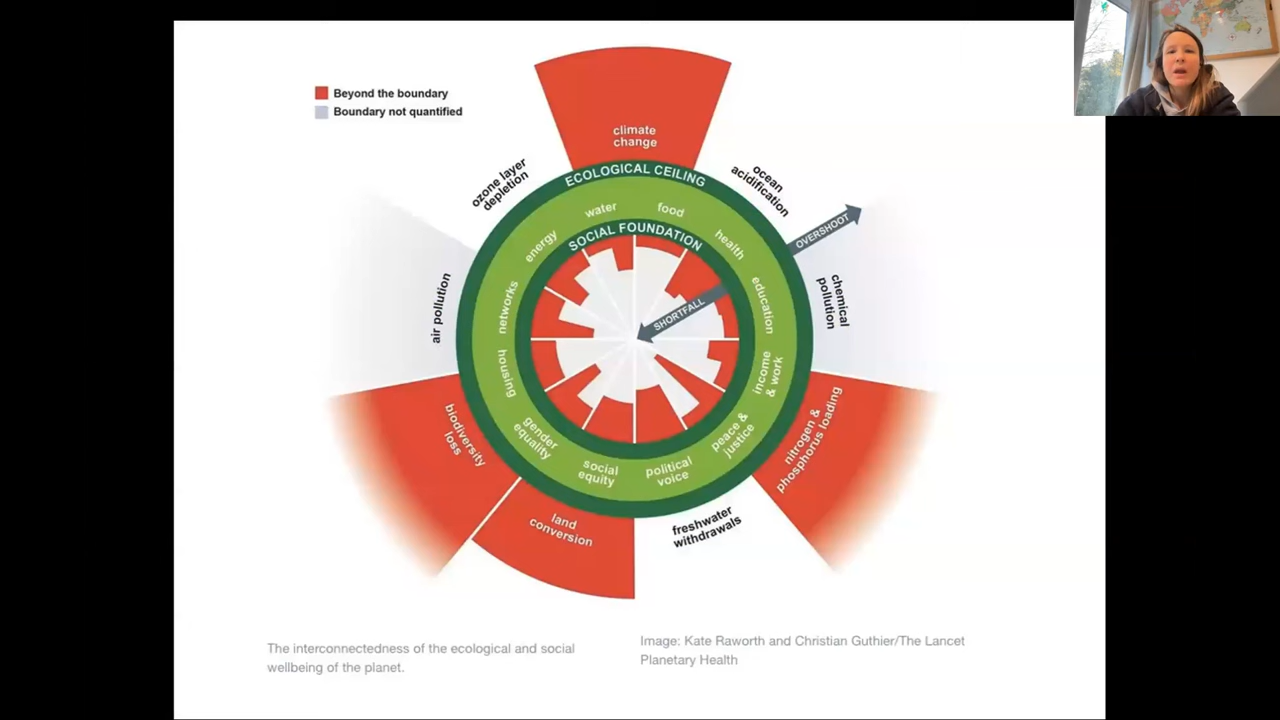 Beyond the boundary
Boundary not quantified
climate
change
ozone layer
depletion
ocean
acidification
ECOLOGICAL CEILING
water
food
energy
health
SOCIAL FOUNDATION
OVERSHOOT
SHORTFALL
networks
education
air pollution
chemical
pollution
housing
income
& work
biodiversity
loss
gender
equality
peace &
justice
nitrogen &
phosphorus loading
social
equity
political
voice
land
conversion
freshwater
withdrawals
The interconnectedness of the ecological and social
wellbeing of the planet.
Image: Kate Raworth and Christian Guthier/The Lancet
Planetary Health